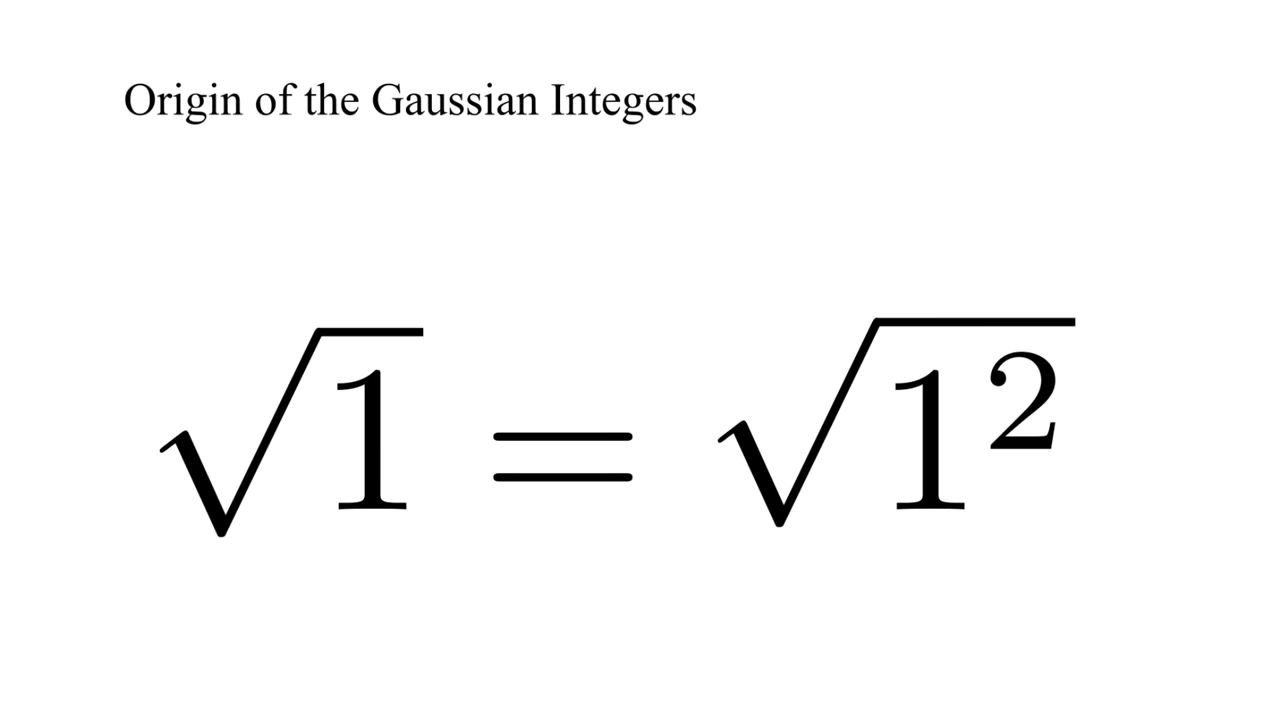 Origin of the Gaussian Integers
√1 = √1²